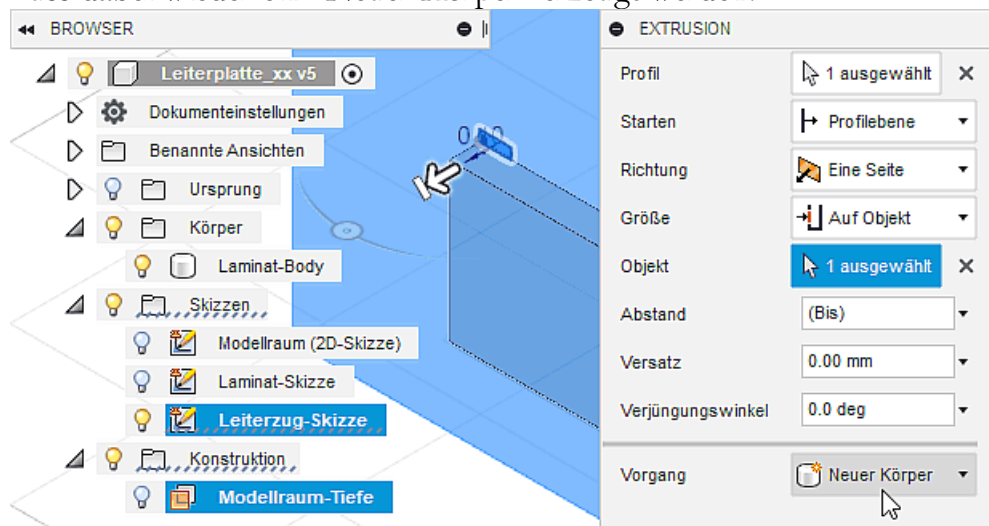 BROWSER
Leiterplatte_xx v5
Dokumenteinstellungen
Benannte Ansichten
Ursprung
Körper
Laminat-Body
Skizzen
Modellraum (2D-Skizze)
Laminat-Skizze
Leiterzug-Skizze
Konstruktion
Modellraum-Tiefe
EXTRUSION
Profil 1 ausgewählt
Starten Profilebene
Richtung Eine Seite
Größe Auf Objekt
Objekt 1 ausgewählt
Abstand (Bis)
Versatz 0.00 mm
Verjüngungswinkel 0.0 deg
Vorgang Neuer Körper